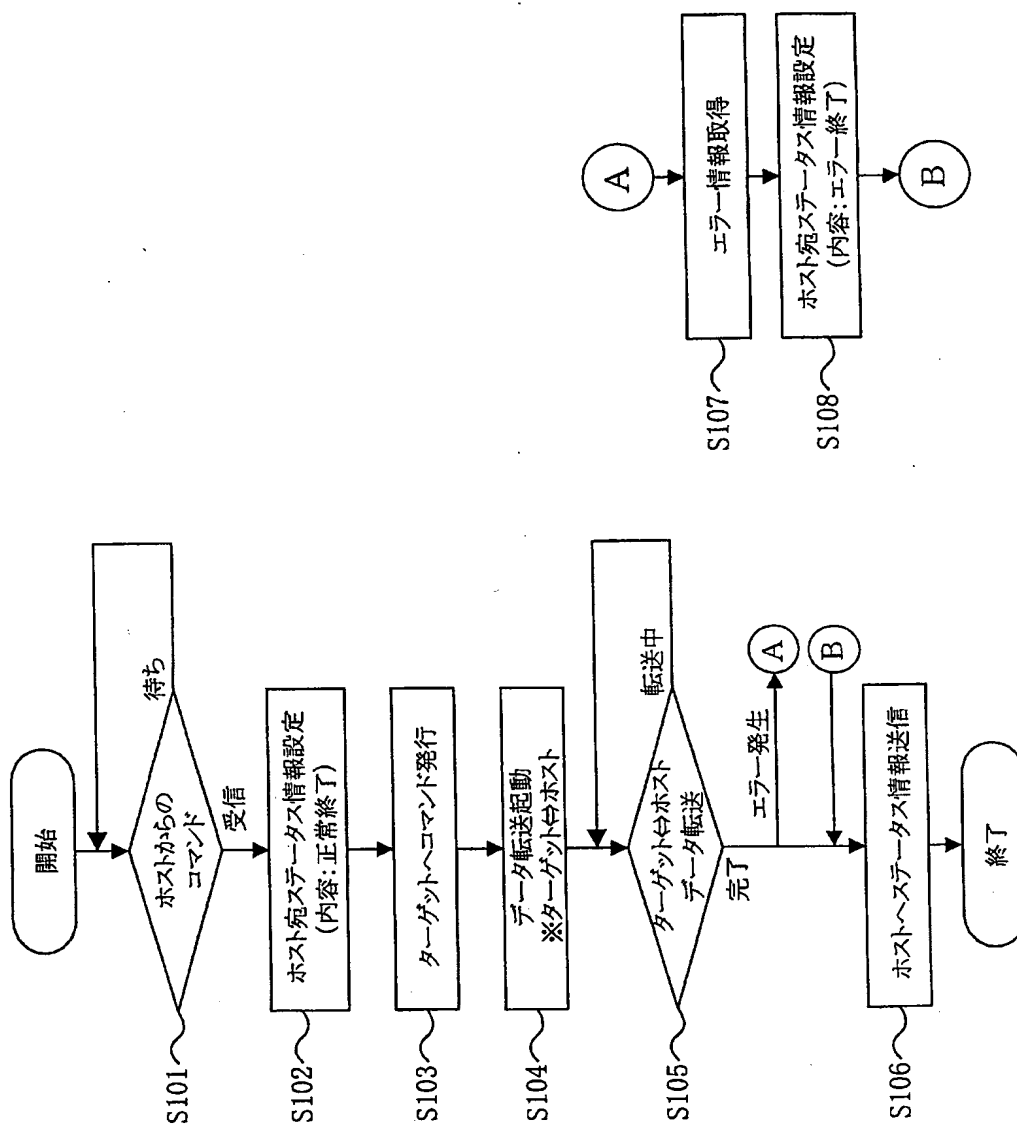 開始
ホストからの
コマンド
待ち
受信
S101
ホスト宛ステータス情報設定
(内容:正常終了)
S102
ターゲットへコマンド発行
S103
データ転送起動
※ターゲット⇔ホスト
S104
ターゲット⇔ホスト
データ転送
転送中
完了
S105
エラー発生
A
B
ホストへステータス情報送信
S106
終了
A
エラー情報取得
S107
ホスト宛ステータス情報設定
(内容:エラー終了)
S108
B